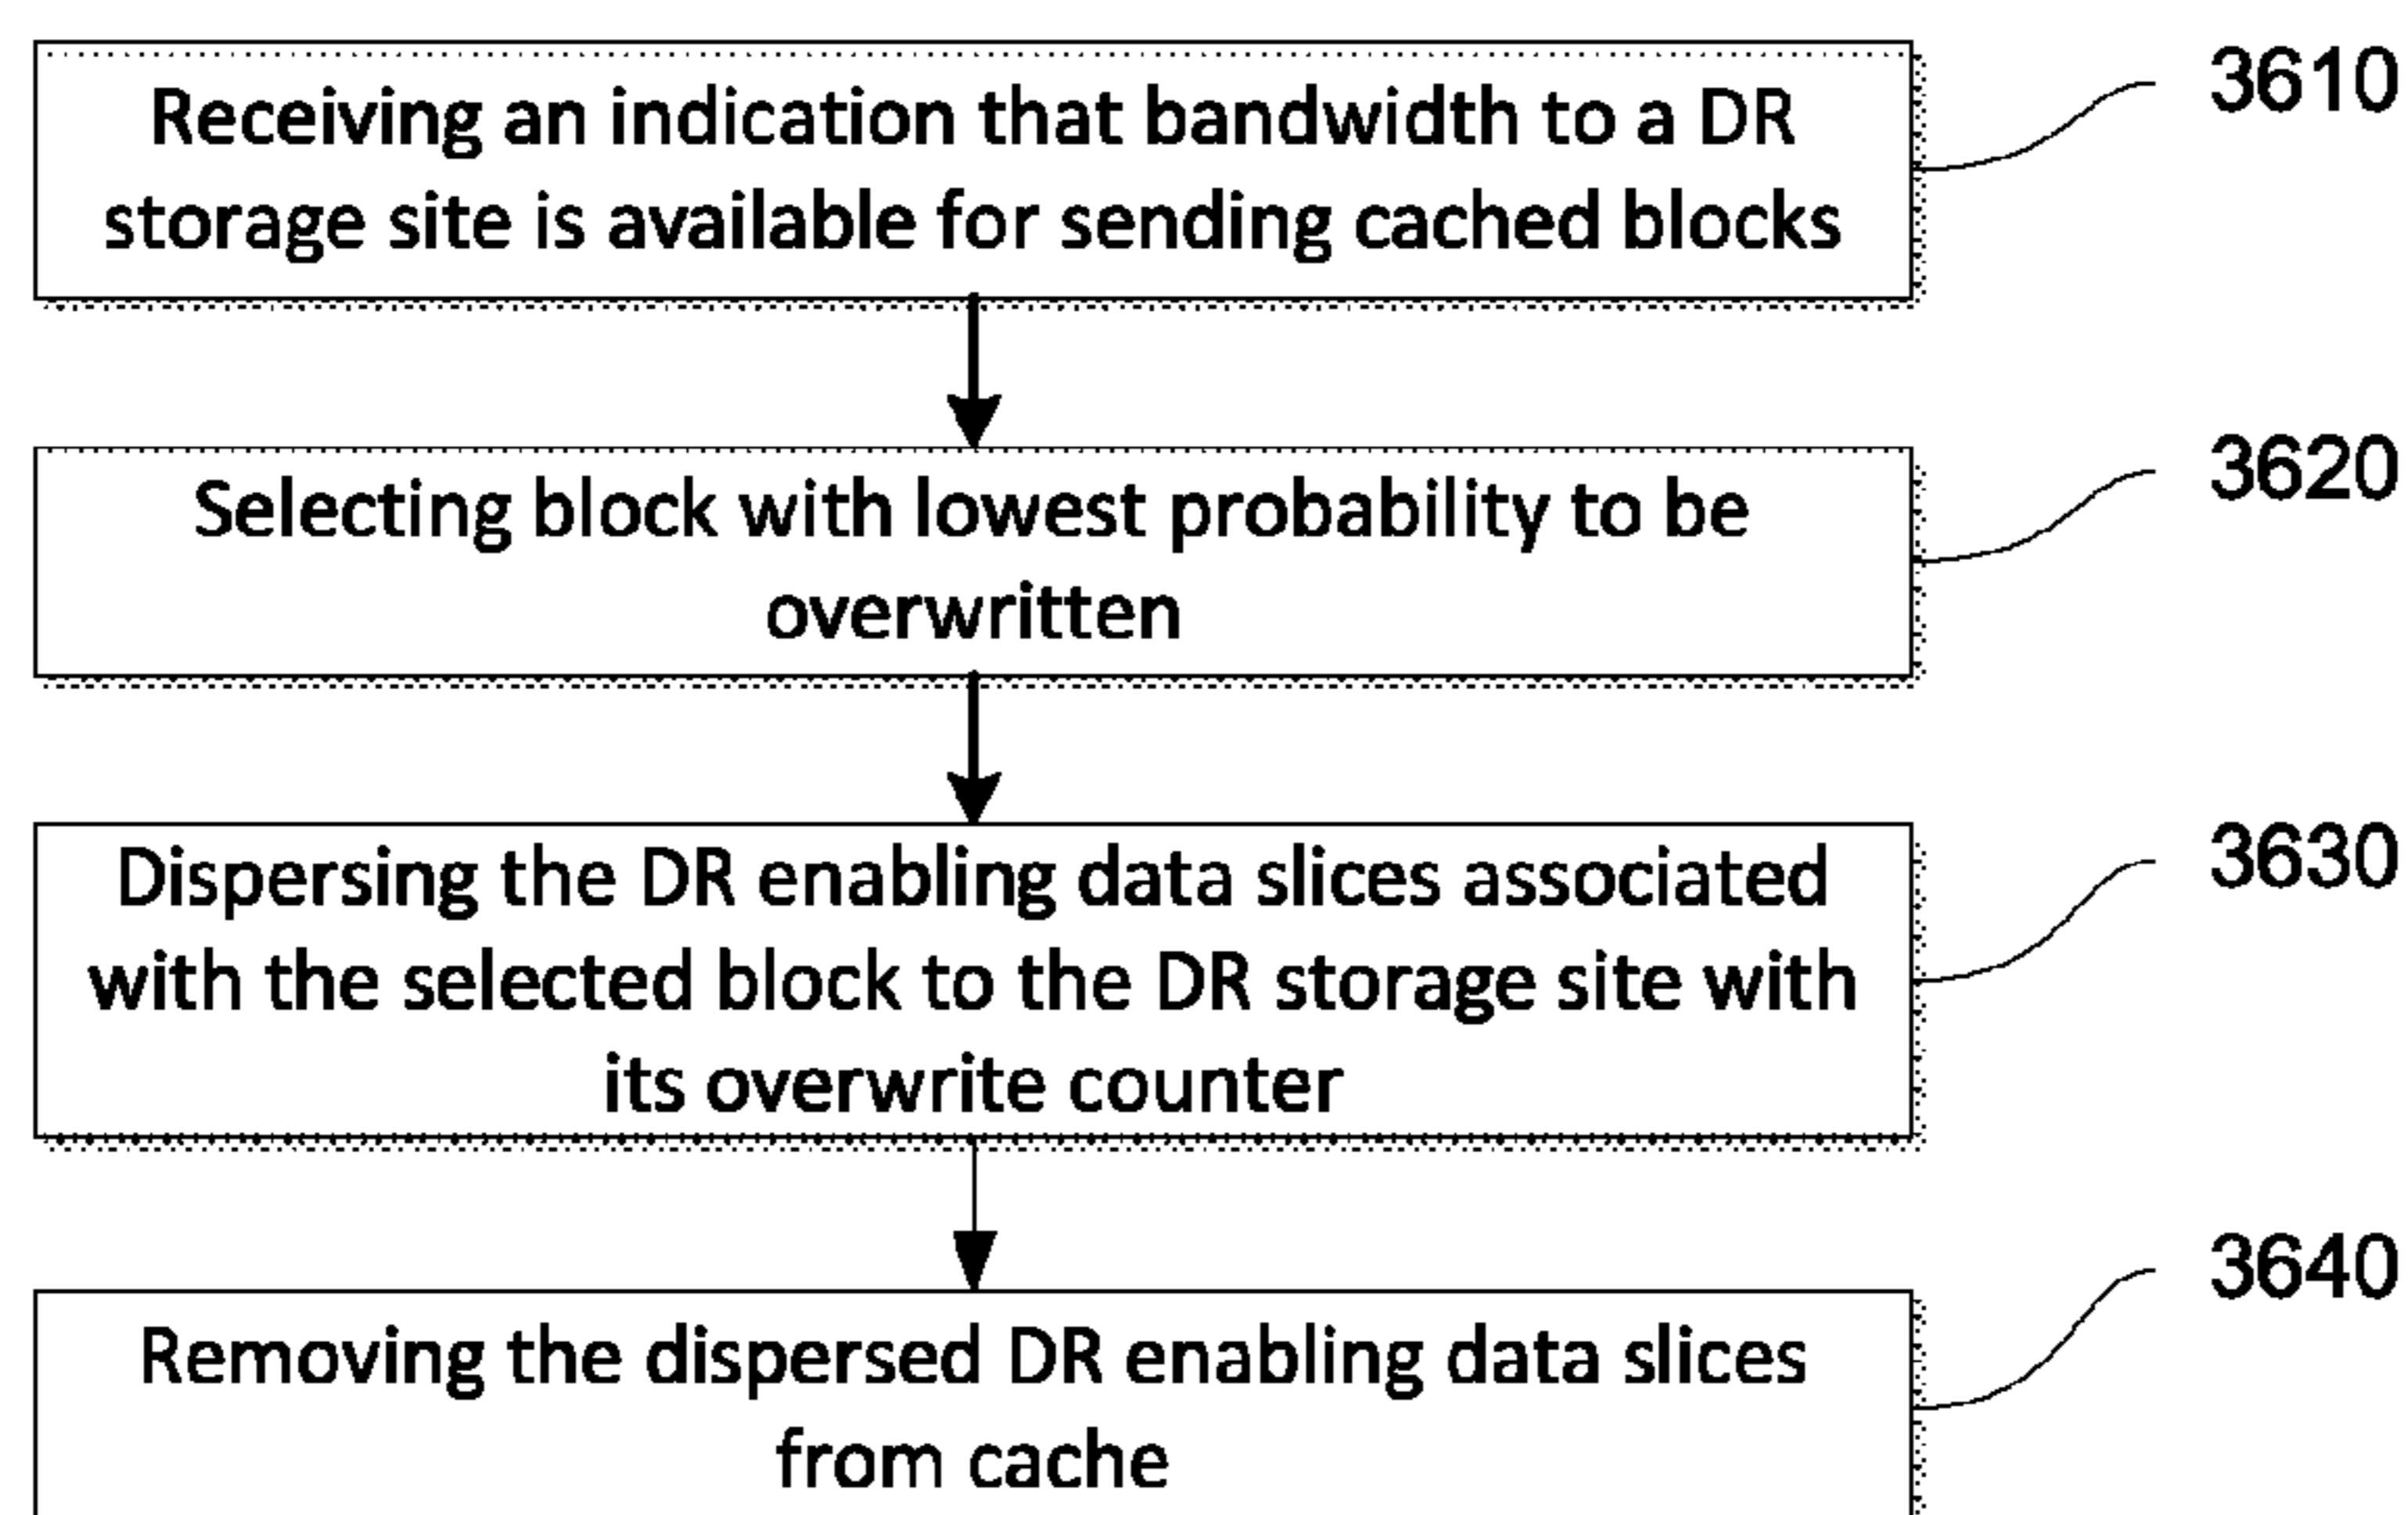 Receiving an indication that bandwidth to a DR
storage site is available for sending cached blocks
3610
Selecting block with lowest probability to be
overwritten
3620
Dispersing the DR enabling data slices associated
with the selected block to the DR storage site with
its overwrite counter
3630
Removing the dispersed DR enabling data slices
from cache
3640